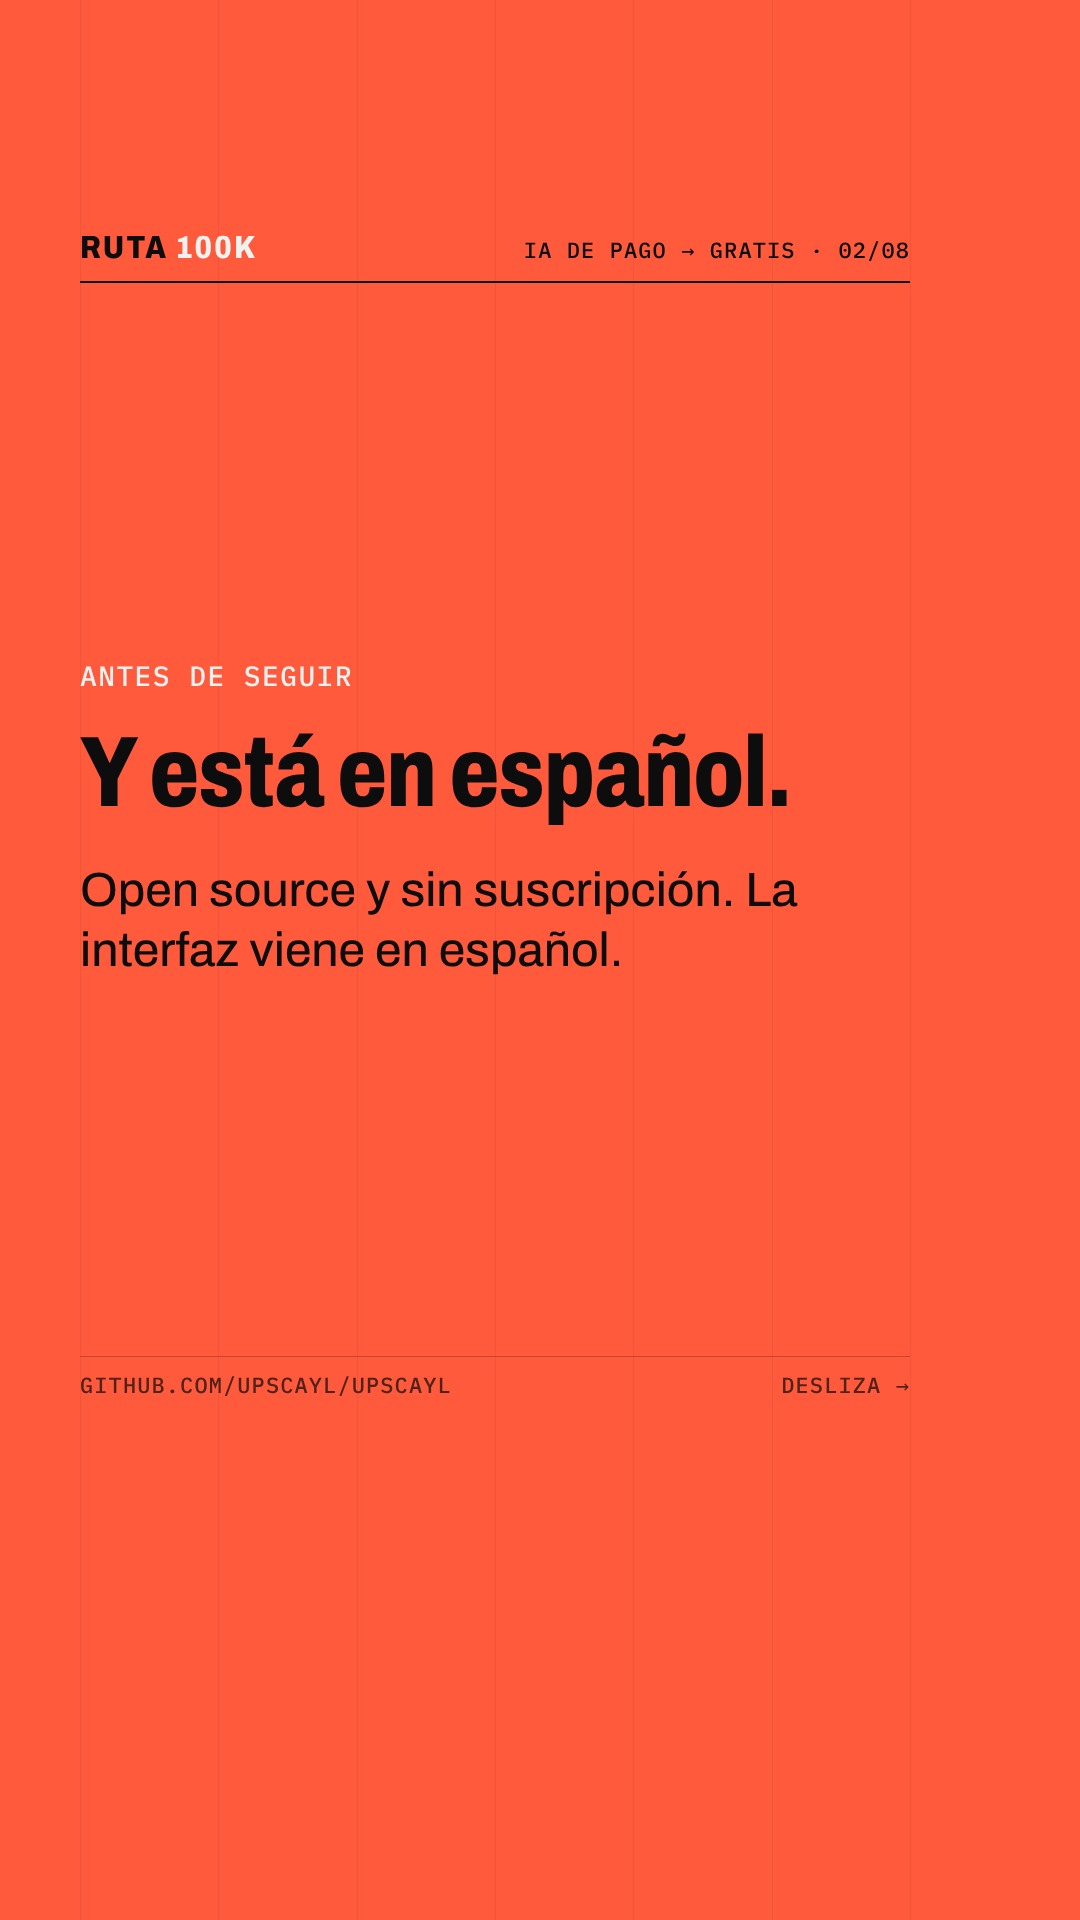 RUTA 100K
IA DE PAGO → GRATIS · 02/08
ANTES DE SEGUIR
Y está en español.
Open source y sin suscripción. La
interfaz viene en español.
GITHUB.COM/UPSCAYL/UPSCAYL
DESLIZA →